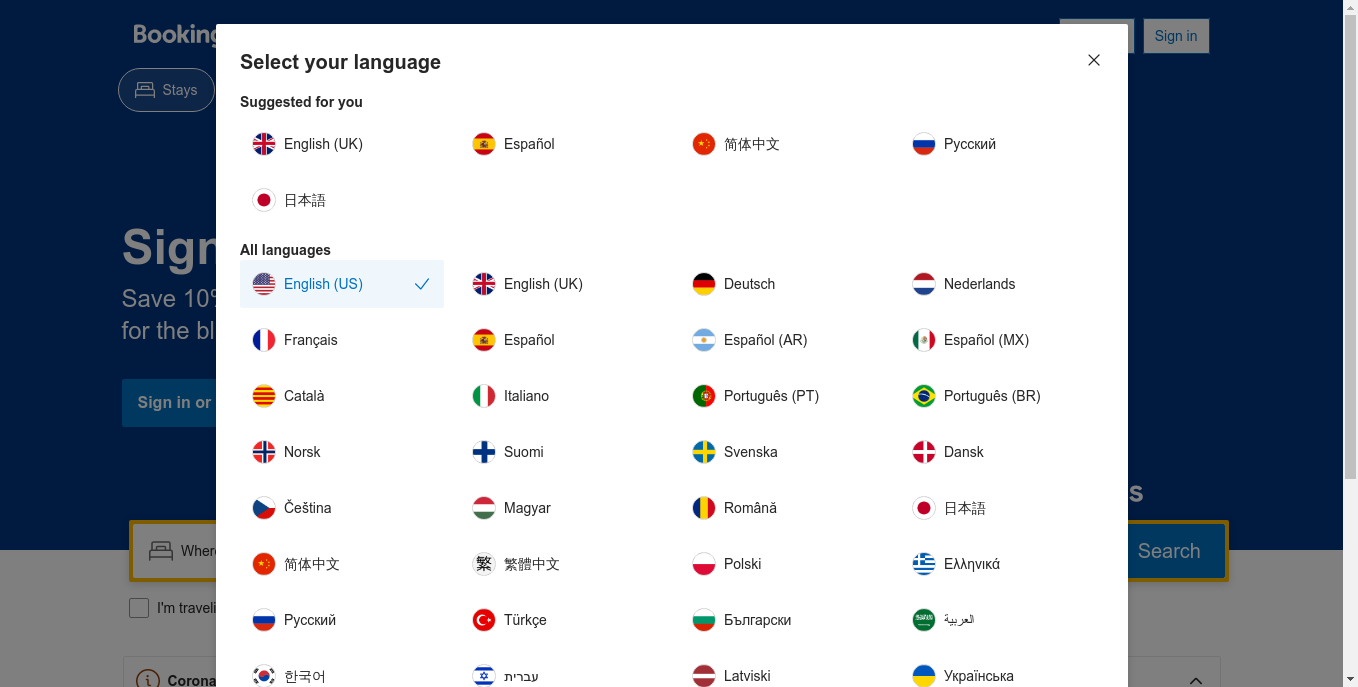 Booking
Sign in
Select your language
Stays
Suggested for you
English (UK)
Español
简体中文
Русский
日本語
Sign
All languages
English (US)
English (UK)
Deutsch
Nederlands
Save 10%
for the bl
Français
Español
Español (AR)
Español (MX)
Sign in or
Català
Italiano
Português (PT)
Português (BR)
Norsk
Suomi
Svenska
Dansk
s
Čeština
Magyar
Română
日本語
Where
Search
简体中文
繁
繁體中文
Polski
Ελληνικά
I'm traveli
Русский
Türkçe
Български
العربية
Corona
한국어
עברית
Latviski
Українська